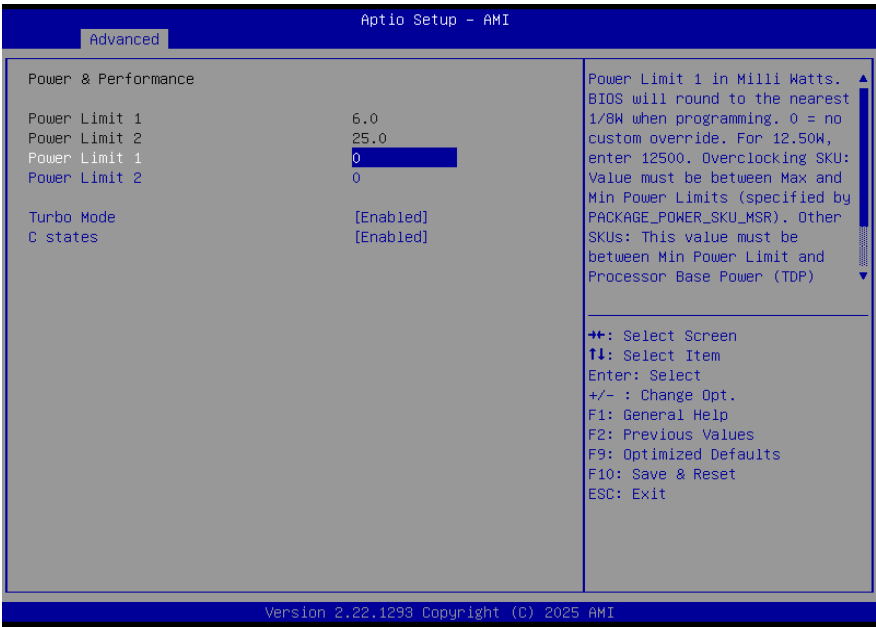 Aptio Setup - AMI
Advanced
Power & Performance
Power Limit 1 6.0
Power Limit 2 25.0
Power Limit 1 0
Power Limit 2 0
Turbo Mode [Enabled]
C states [Enabled]
Power Limit 1 in Milli Watts.
BIOS will round to the nearest
1/8W when programming. 0 = no
custom override. For 12.50W,
enter 12500. Overclocking SKU:
Value must be between Max and
Min Power Limits (specified by
PACKAGE_POWER_SKU_MSR). Other
SKUs: This value must be
between Min Power Limit and
Processor Base Power (TDP)
→←: Select Screen
↑↓: Select Item
Enter: Select
+/- : Change Opt.
F1: General Help
F2: Previous Values
F9: Optimized Defaults
F10: Save & Reset
ESC: Exit
Version 2.22.1293 Copyright (C) 2025 AMI